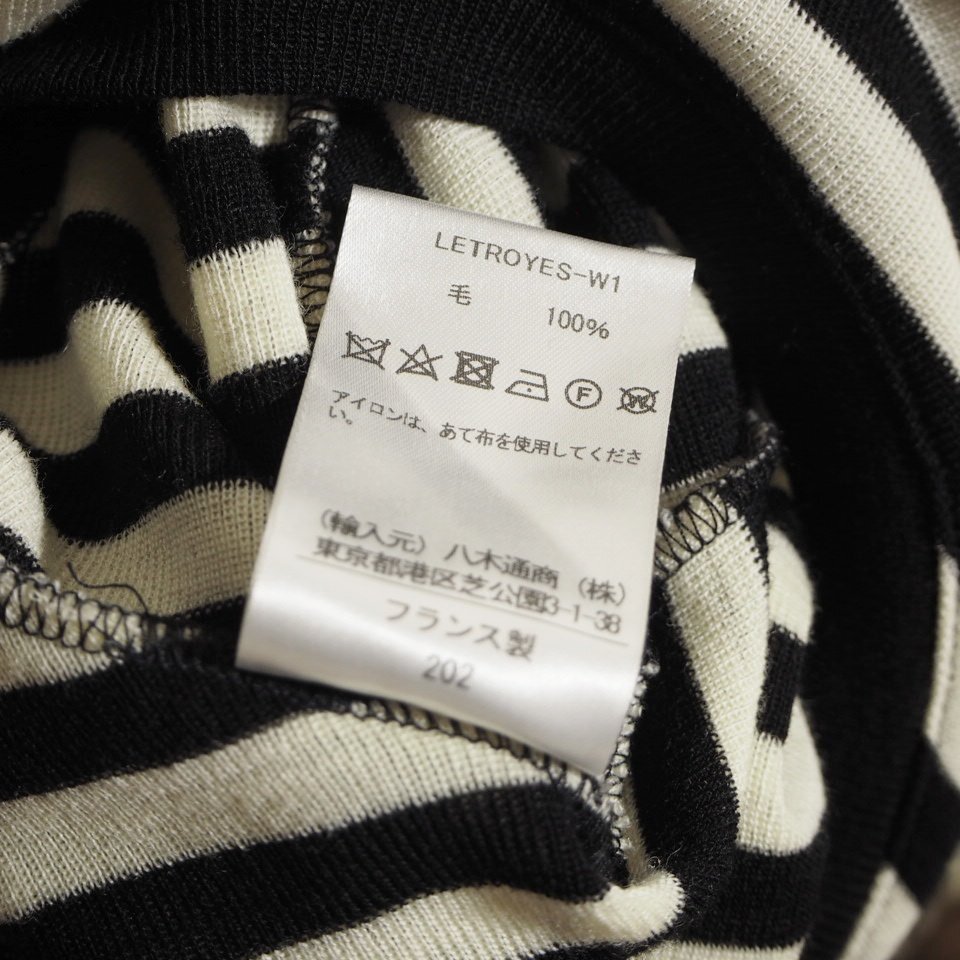 LETROYES-W1
毛 100%
F W
アイロンは、あて布を使用してくださ
い。
(輸入元) 八木通商 (株)
東京都港区芝公園3-1-38
フランス製
202